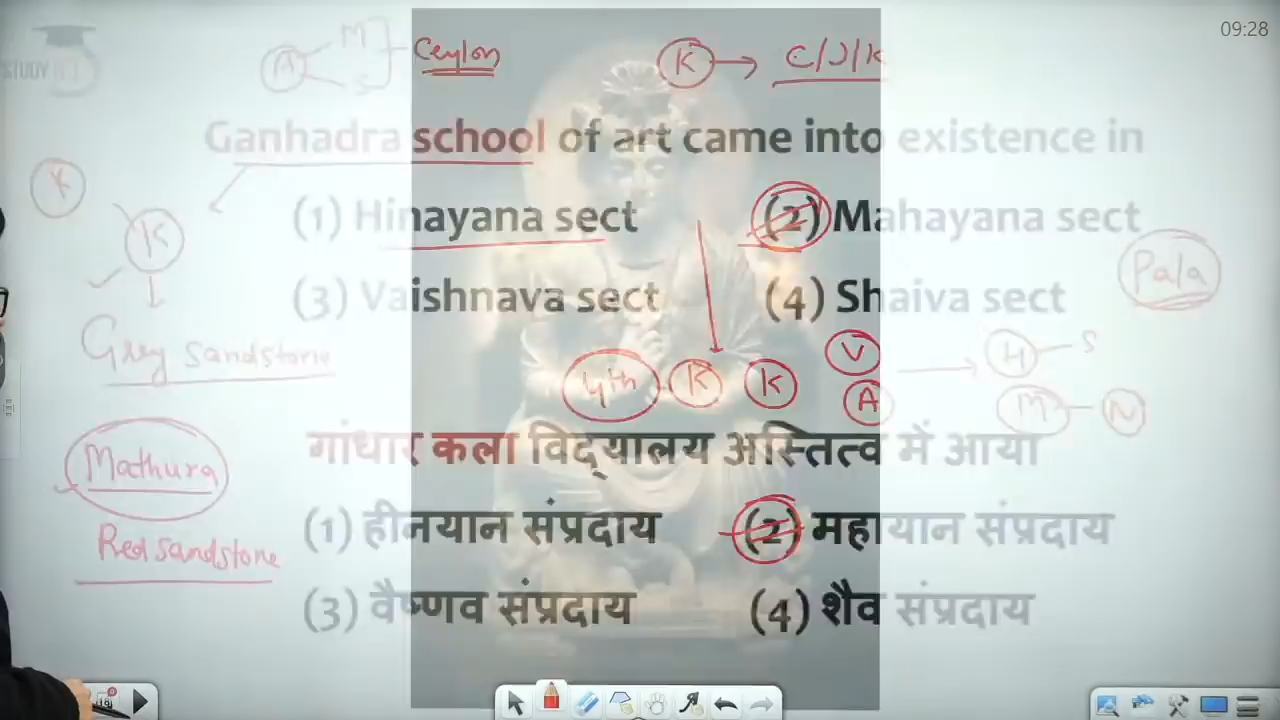 09:28
STUDY
A M S Ceylon K → C/J/K
Ganhadra school of art came into existence in
K
(1) Hinayana sect (2) Mahayana sect
K
Pala
(3) Vaishnava sect (4) Shaiva sect
Grey sandstone
V H S
4th K K A M N
गांधार कला विद्यालय अस्तित्व में आया
Mathura
(1) हीनयान संप्रदाय (2) महायान संप्रदाय
Red sandstone
(3) वैष्णव संप्रदाय (4) शैव संप्रदाय
18